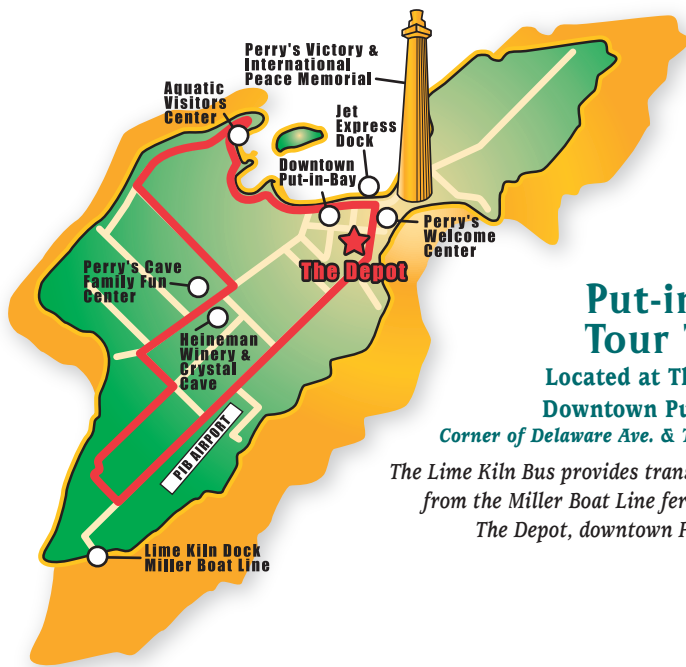 Perry's Victory &
International
Peace Memorial
Aquatic
Visitors
Center
Jet
Express
Dock
Downtown
Put-in-Bay
Perry's
Welcome
Center
The Depot
Perry's Cave
Family Fun
Center
Heineman
Winery &
Crystal
Cave
PIB AIRPORT
Lime Kiln Dock
Miller Boat Line
Put-in
Tour
Located at Th
Downtown Pu
Corner of Delaware Ave. & T
The Lime Kiln Bus provides trans
from the Miller Boat Line fer
The Depot, downtown